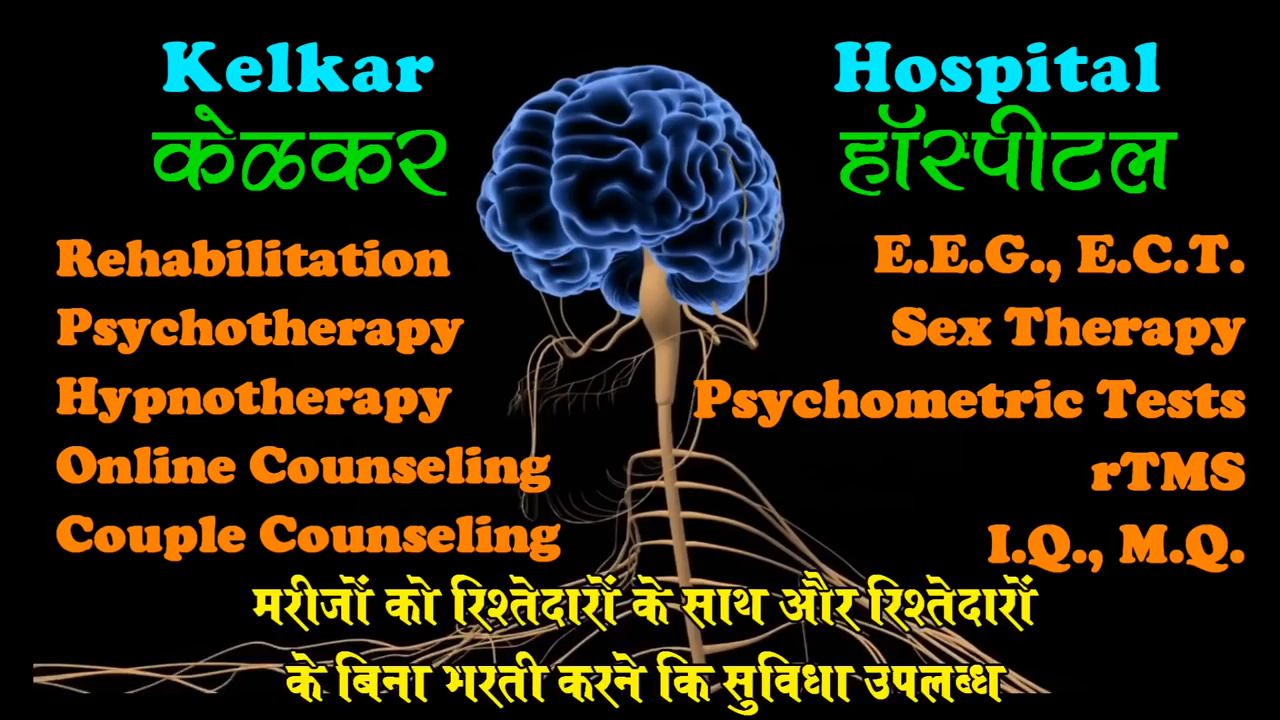 Kelkar Hospital
केळकर हॉस्पीटल
Rehabilitation
Psychotherapy
Hypnotherapy
Online Counseling
Couple Counseling
E.E.G., E.C.T.
Sex Therapy
Psychometric Tests
rTMS
I.Q., M.Q.
मरीजों को रिश्तेदारों के साथ और रिश्तेदारों
के बिना भरती करने कि सुविधा उपलब्ध